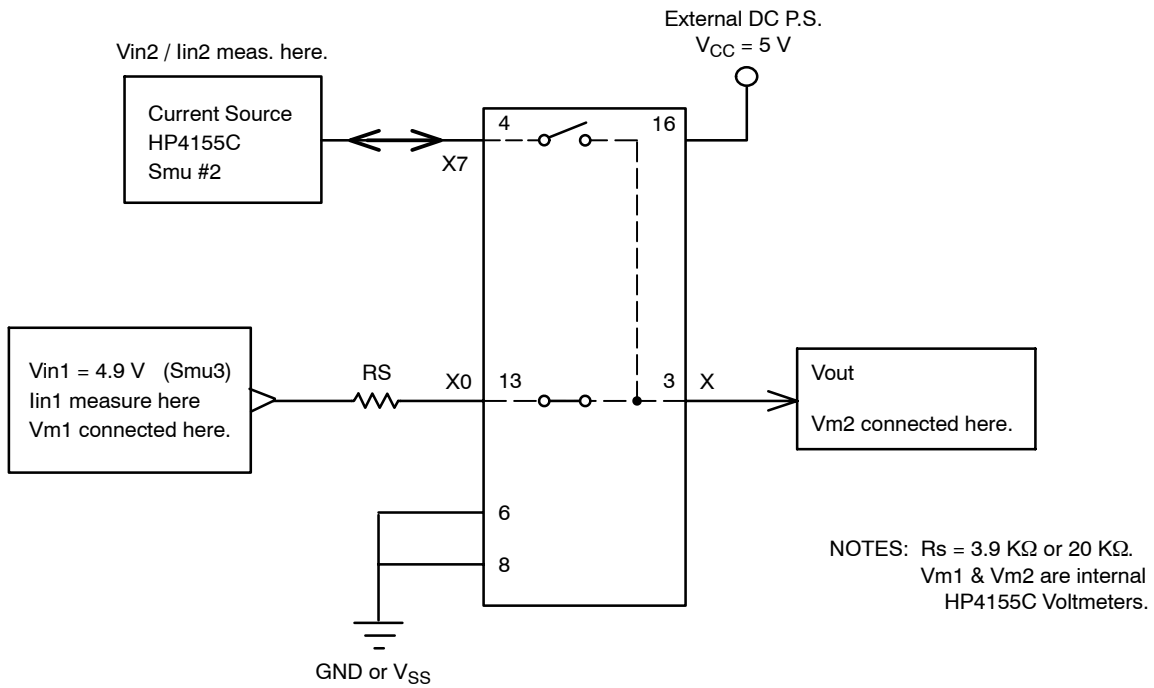 External DC P.S.
VCC = 5 V
Vin2 / Iin2 meas. here.
Current Source
HP4155C
Smu #2
4
16
X7
Vin1 = 4.9 V (Smu3)
Iin1 measure here
Vm1 connected here.
RS
X0
13
3
X
Vout
Vm2 connected here.
6
8
GND or VSS
NOTES: Rs = 3.9 KΩ or 20 KΩ.
Vm1 & Vm2 are internal
HP4155C Voltmeters.